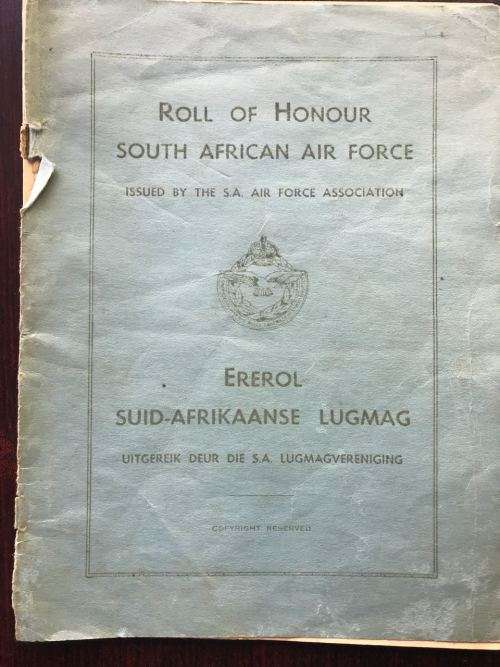 ROLL OF HONOUR
SOUTH AFRICAN AIR FORCE
ISSUED BY THE S.A. AIR FORCE ASSOCIATION
EREROL
SUID-AFRIKAANSE LUGMAG
UITGEREIK DEUR DIE S.A. LUGMAGVERENIGING
COPYRIGHT RESERVED